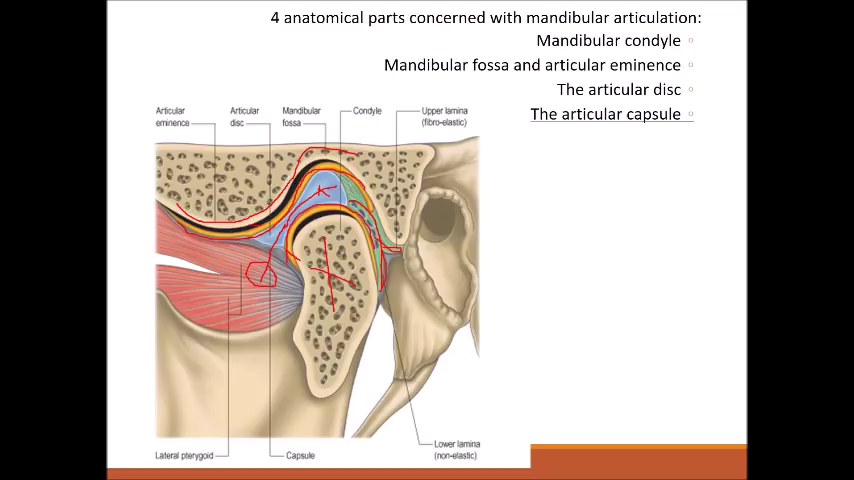 4 anatomical parts concerned with mandibular articulation:
Mandibular condyle
Mandibular fossa and articular eminence
The articular disc
The articular capsule
Articular eminence
Articular disc
Mandibular fossa
Condyle
Upper lamina
(fibro-elastic)
Lateral pterygoid
Capsule
Lower lamina
(non-elastic)